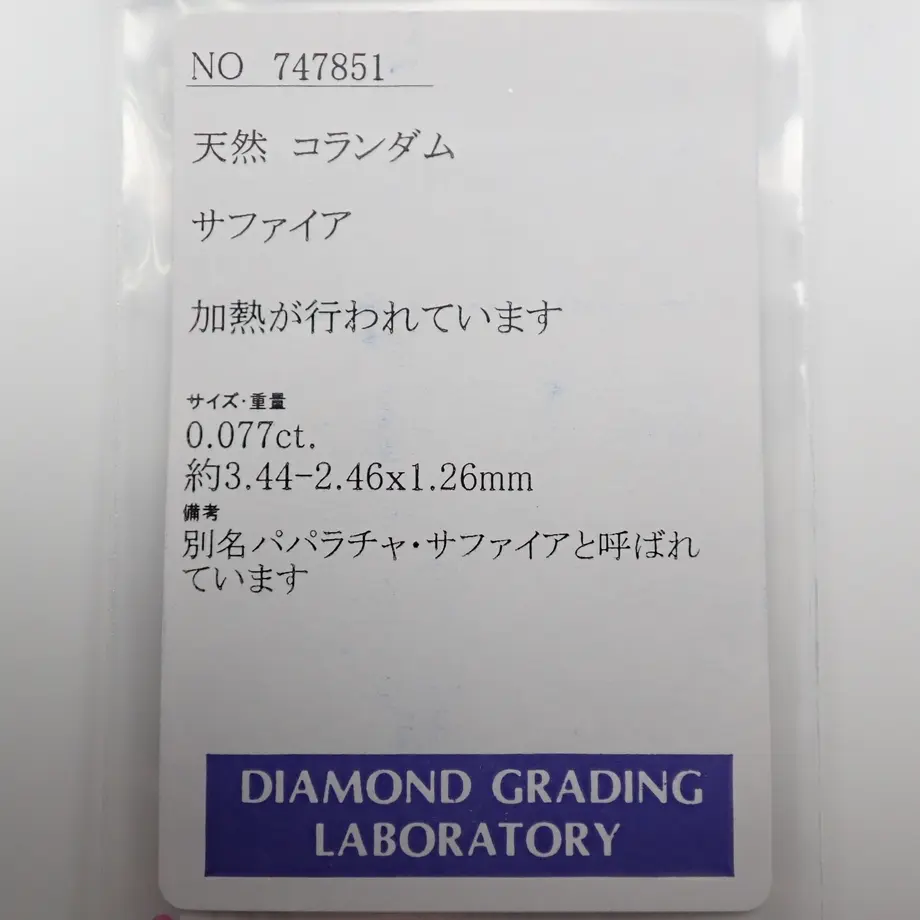 NO 747851
天然 コランダム
サファイア
加熱が行われています
サイズ・重量
0.077ct.
約3.44-2.46x1.26mm
備考
別名パパラチャ・サファイアと呼ばれ
ています
DIAMOND GRADING
LABORATORY